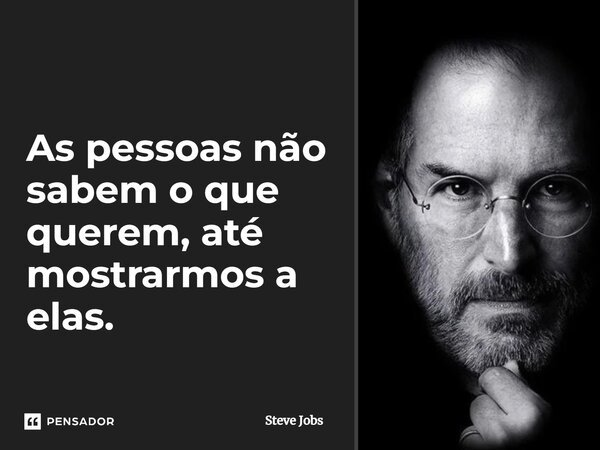 As pessoas não
sabem o que
querem, até
mostrarmos a
elas.
PENSADOR
Steve Jobs